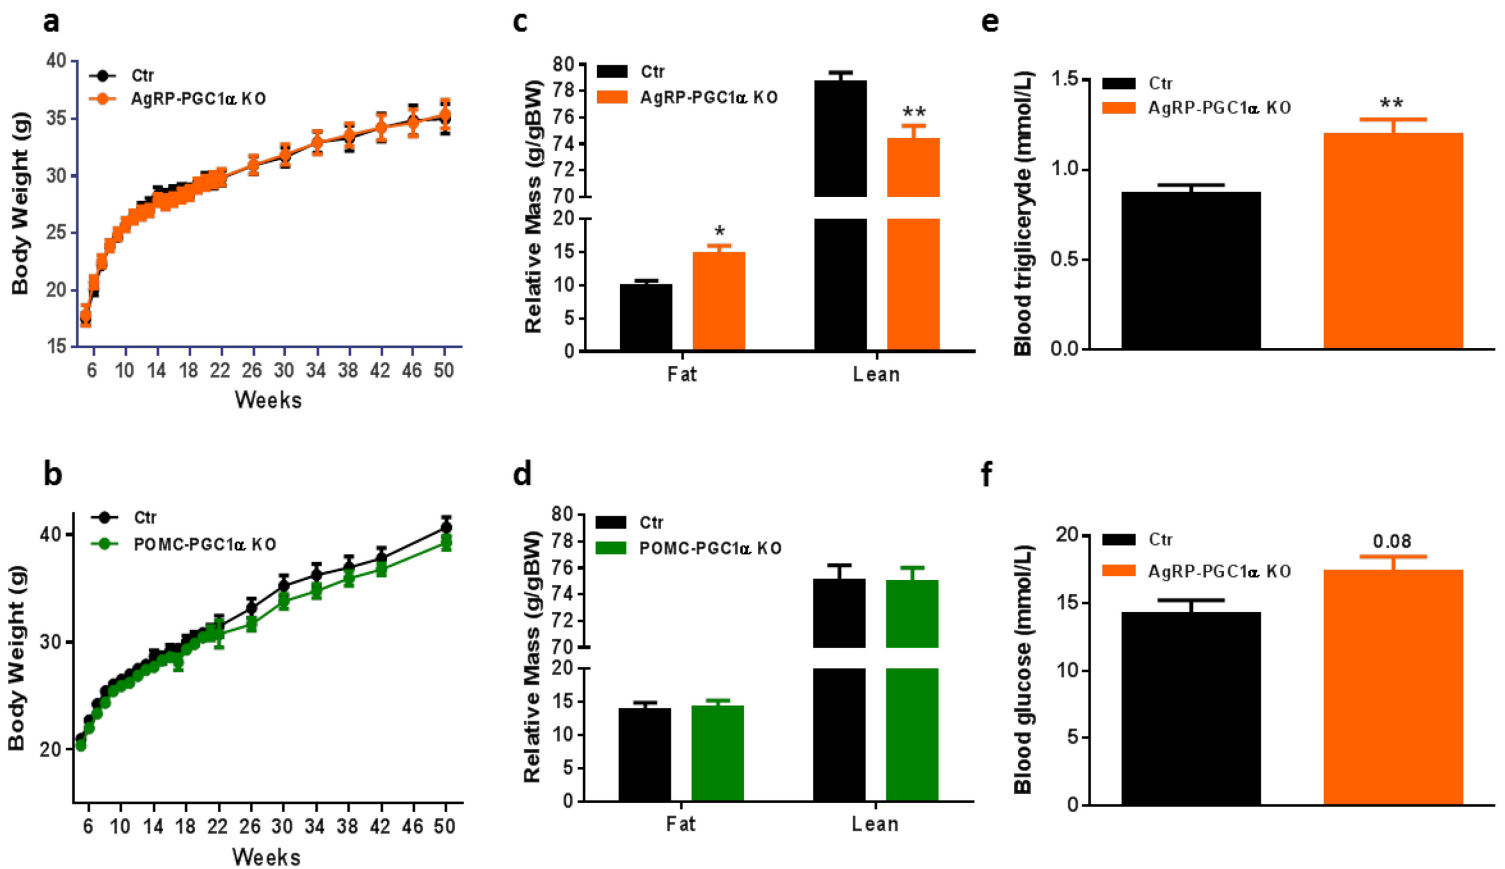 a
40
35
30
25
20
15
Body Weight (g)
Ctr
AgRP-PGC1α KO
6 10 14 18 22 26 30 34 38 42 46 50
Weeks
c
80
78
76
74
72
70
20
15
10
5
0
Relative Mass (g/gBW)
Ctr
AgRP-PGC1α KO
*
**
Fat Lean
e
1.5
1.0
0.5
0.0
Blood trigliceryde (mmol/L)
Ctr
AgRP-PGC1α KO
**
b
40
30
20
Body Weight (g)
Ctr
POMC-PGC1α KO
6 10 14 18 22 26 30 34 38 42 46 50
Weeks
d
80
78
76
74
72
70
20
15
10
5
0
Relative Mass (g/gBW)
Ctr
POMC-PGC1α KO
Fat Lean
f
20
15
10
5
0
Blood glucose (mmol/L)
Ctr
AgRP-PGC1α KO
0.08